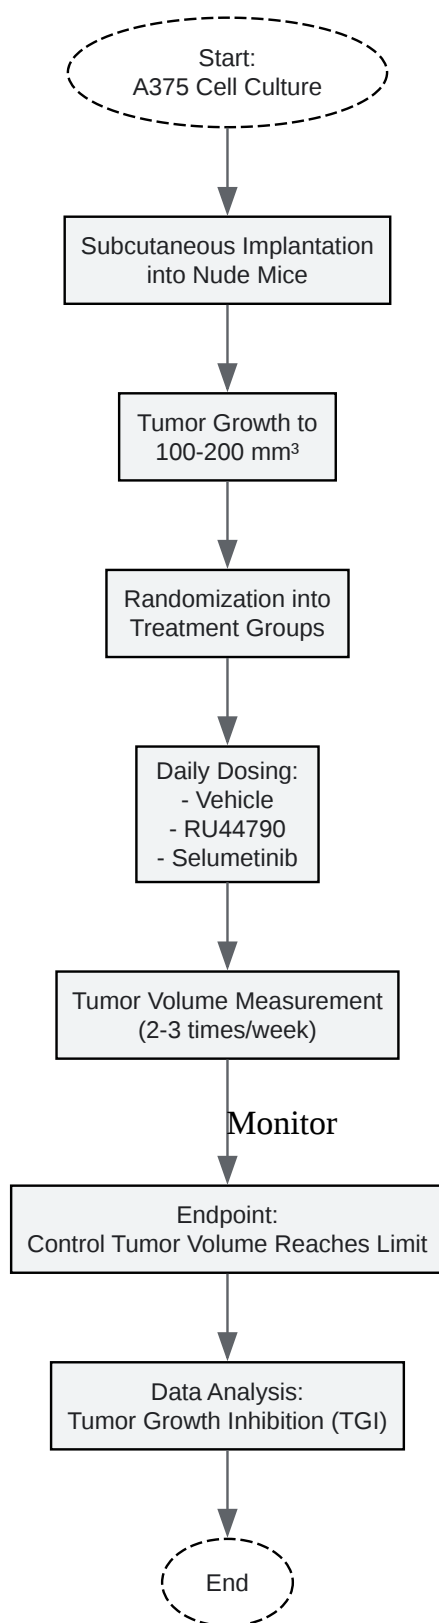 Start:
A375 Cell Culture
Subcutaneous Implantation
into Nude Mice
Tumor Growth to
100-200 mm³
Randomization into
Treatment Groups
Daily Dosing:
- Vehicle
- RU44790
- Selumetinib
Tumor Volume Measurement
(2-3 times/week)
Monitor
Endpoint:
Control Tumor Volume Reaches Limit
Data Analysis:
Tumor Growth Inhibition (TGI)
End